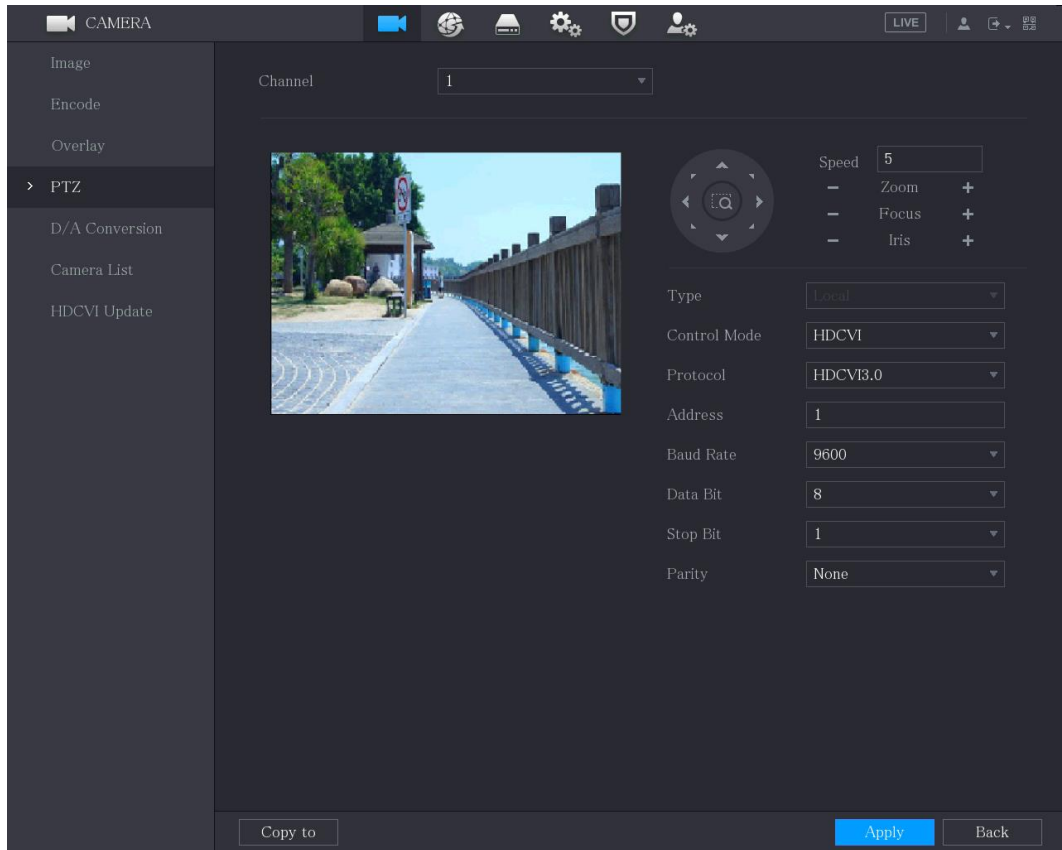 CAMERA
LIVE
Image
Encode
Overlay
PTZ
D/A Conversion
Camera List
HDCVI Update
Channel 1
Speed 5
Zoom
Focus
Iris
Type Local
Control Mode HDCVI
Protocol HDCVI3.0
Address 1
Baud Rate 9600
Data Bit 8
Stop Bit 1
Parity None
Copy to
Apply
Back